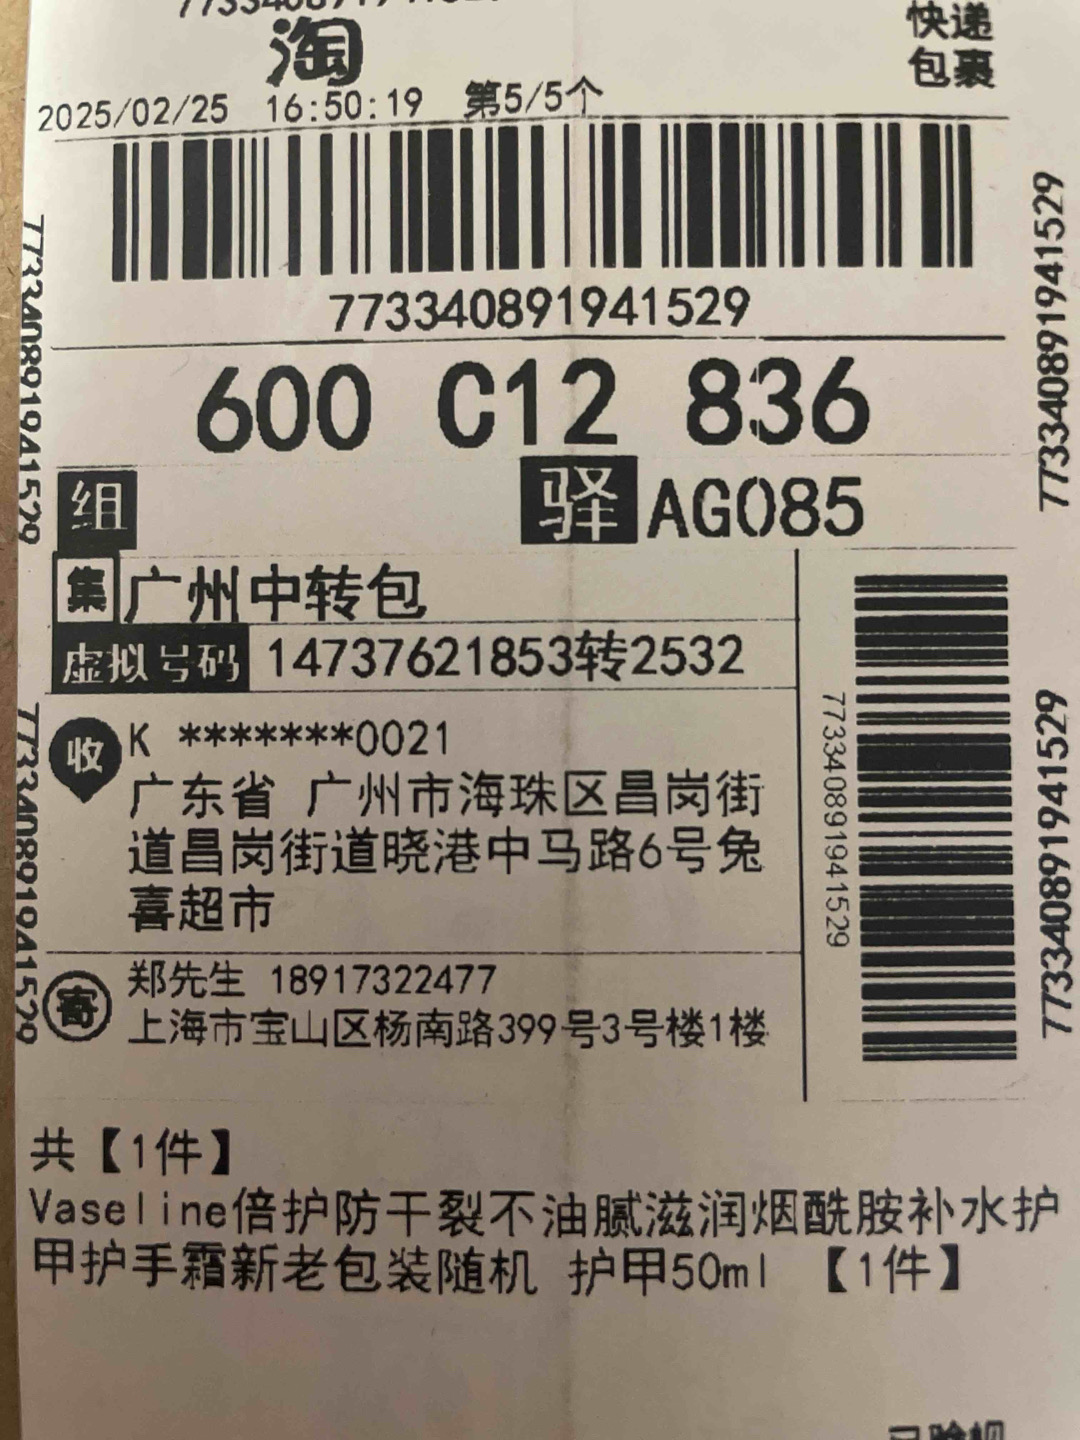 淘
快递
包裹
2025/02/25 16:50:19 第5/5个
773340891941529
600 C12 836
组
驿 AG085
集 广州中转包
虚拟号码 14737621853转2532
收 K *******0021
广东省 广州市海珠区昌岗街
道昌岗街道晓港中马路6号兔
喜超市
寄 郑先生 18917322477
上海市宝山区杨南路399号3号楼1楼
773340891941529
773340891941529
773340891941529
773340891941529
773340891941529
共【1件】
Vaseline倍护防干裂不油腻滋润烟酰胺补水护
甲护手霜新老包装随机 护甲50ml 【1件】